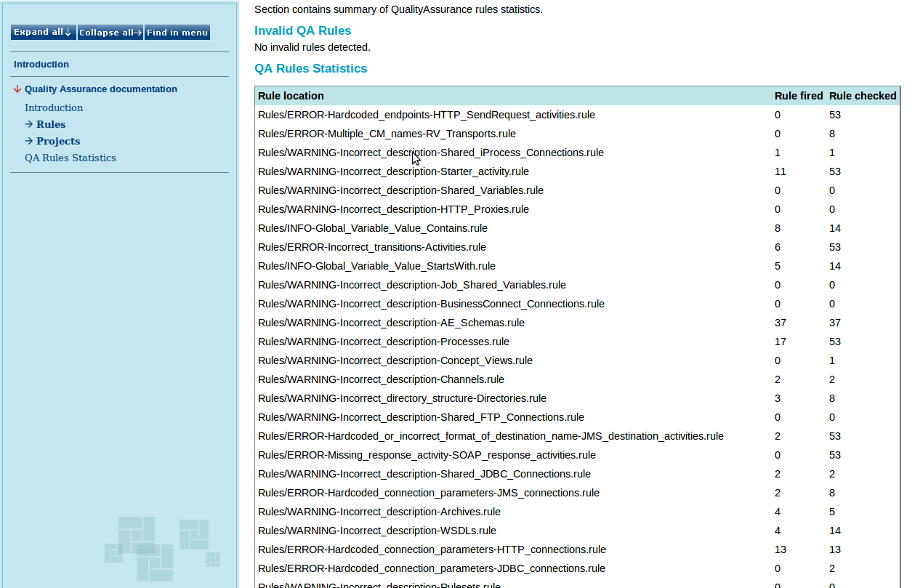 Expand all↓ Collapse all→ Find in menu
Introduction
Quality Assurance documentation
Introduction
→ Rules
→ Projects
QA Rules Statistics
Section contains summary of QualityAssurance rules statistics.
Invalid QA Rules
No invalid rules detected.
QA Rules Statistics
Rule location Rule fired Rule checked
Rules/ERROR-Hardcoded_endpoints-HTTP_SendRequest_activities.rule 0 53
Rules/ERROR-Multiple_CM_names-RV_Transports.rule 0 8
Rules/WARNING-Incorrect_description-Shared_iProcess_Connections.rule 1 1
Rules/WARNING-Incorrect_description-Starter_activity.rule 11 53
Rules/WARNING-Incorrect_description-Shared_Variables.rule 0 0
Rules/WARNING-Incorrect_description-HTTP_Proxies.rule 0 0
Rules/INFO-Global_Variable_Value_Contains.rule 8 14
Rules/ERROR-Incorrect_transitions-Activities.rule 6 53
Rules/INFO-Global_Variable_Value_StartsWith.rule 5 14
Rules/WARNING-Incorrect_description-Job_Shared_Variables.rule 0 0
Rules/WARNING-Incorrect_description-BusinessConnect_Connections.rule 0 0
Rules/WARNING-Incorrect_description-AE_Schemas.rule 37 37
Rules/WARNING-Incorrect_description-Processes.rule 17 53
Rules/WARNING-Incorrect_description-Concept_Views.rule 0 1
Rules/WARNING-Incorrect_description-Channels.rule 2 2
Rules/WARNING-Incorrect_directory_structure-Directories.rule 3 8
Rules/WARNING-Incorrect_description-Shared_FTP_Connections.rule 0 0
Rules/ERROR-Hardcoded_or_incorrect_format_of_destination_name-JMS_destination_activities.rule 2 53
Rules/ERROR-Missing_response_activity-SOAP_response_activities.rule 0 53
Rules/WARNING-Incorrect_description-Shared_JDBC_Connections.rule 2 2
Rules/ERROR-Hardcoded_connection_parameters-JMS_connections.rule 2 8
Rules/WARNING-Incorrect_description-Archives.rule 4 5
Rules/WARNING-Incorrect_description-WSDLs.rule 4 14
Rules/ERROR-Hardcoded_connection_parameters-HTTP_connections.rule 13 13
Rules/ERROR-Hardcoded_connection_parameters-JDBC_connections.rule 0 2
Rules/WARNING-Incorrect_description-Rulesets.rule 0 0